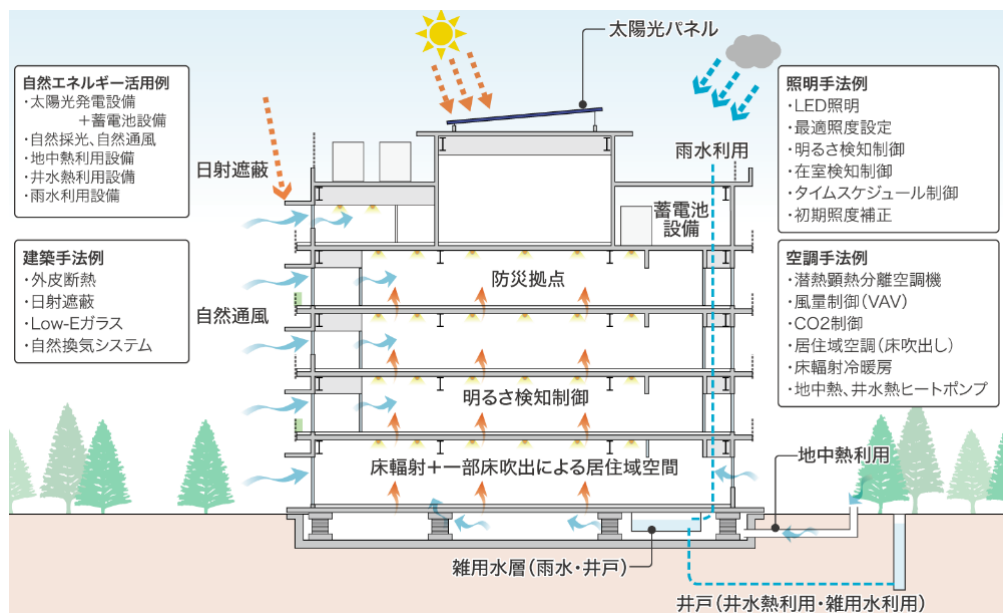 太陽光パネル
自然エネルギー活用例
・太陽光発電設備
＋蓄電池設備
・自然採光、自然通風
・地中熱利用設備
・井水熱利用設備
・雨水利用設備
照明手法例
・LED照明
・最適照度設定
・明るさ検知制御
・在室検知制御
・タイムスケジュール制御
・初期照度補正
日射遮蔽
雨水利用
蓄電池
設備
建築手法例
・外皮断熱
・日射遮蔽
・Low-Eガラス
・自然換気システム
空調手法例
・潜熱顕熱分離空調機
・風量制御(VAV)
・CO2制御
・居住域空調(床吹出し)
・床輻射冷暖房
・地中熱、井水熱ヒートポンプ
防災拠点
自然通風
明るさ検知制御
床輻射＋一部床吹出による居住域空間
地中熱利用
雑用水層(雨水・井戸)
井戸(井水熱利用・雑用水利用)